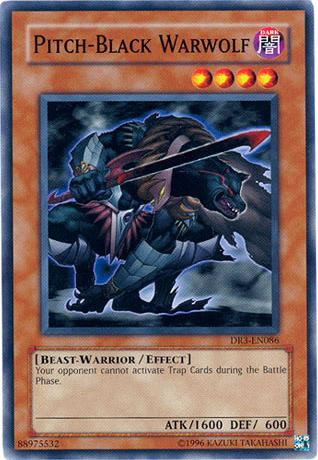 PITCH-BLACK WARWOLF
DARK
闇
DR3-EN086
[BEAST-WARRIOR / EFFECT]
Your opponent cannot activate Trap Cards during the Battle
Phase.
ATK/1600 DEF/ 600
88975532
©1996 KAZUKI TAKAHASHI